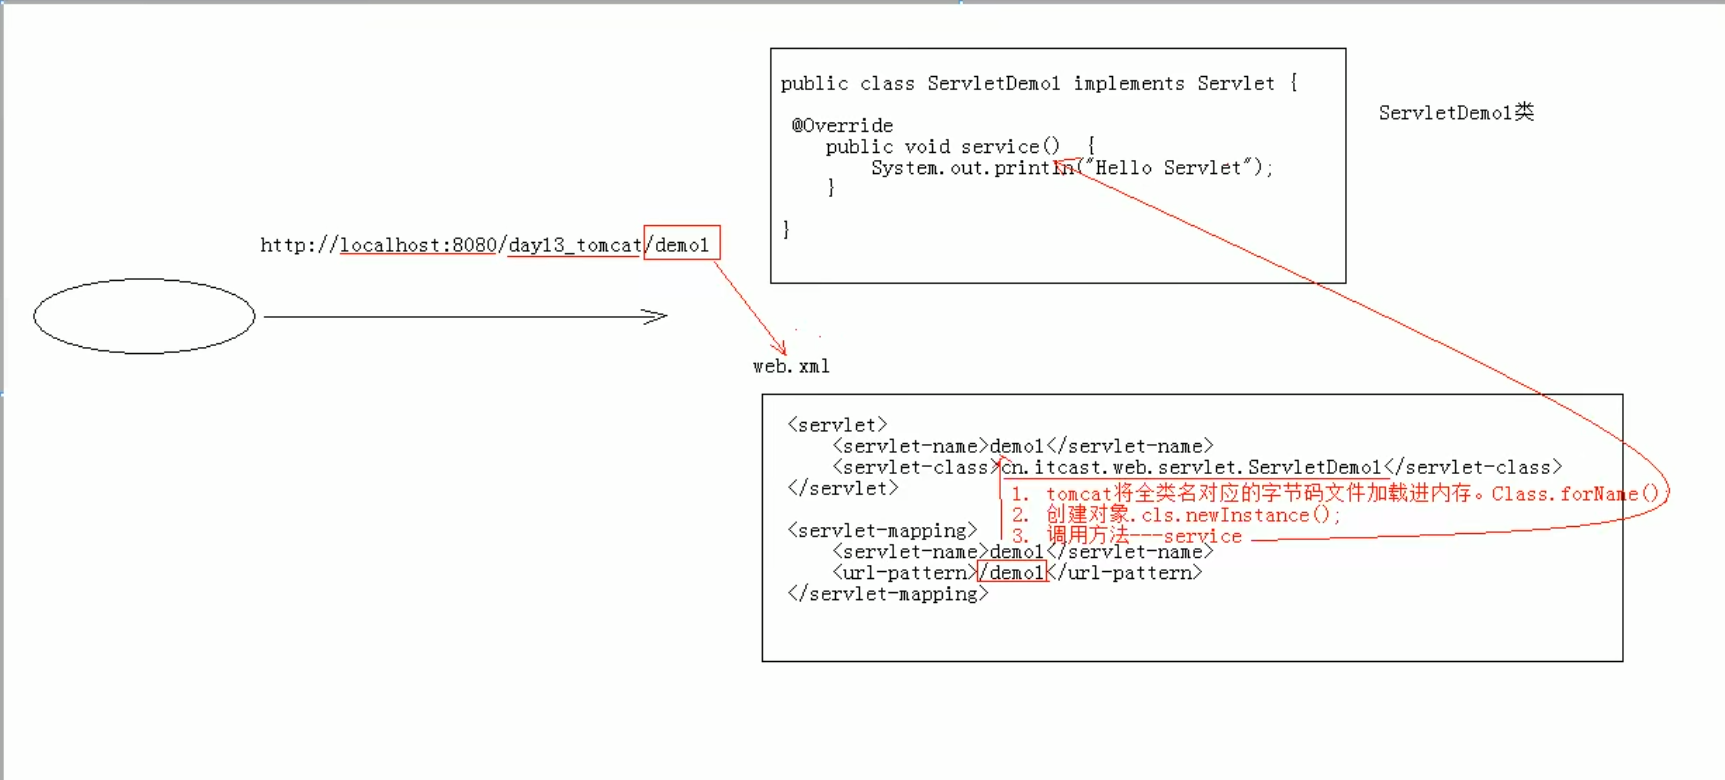 public class ServletDemo1 implements Servlet {
@Override
public void service() {
System.out.println("Hello Servlet");
}
}
ServletDemo1类
http://localhost:8080/day13_tomcat/demo1
web.xml
<servlet>
<servlet-name>demo1</servlet-name>
<servlet-class>cn.itcast.web.servlet.ServletDemo1</servlet-class>
</servlet>
1. tomcat将全类名对应的字节码文件加载进内存。Class.forName()
2. 创建对象.cls.newInstance();
3. 调用方法---service
<servlet-mapping>
<servlet-name>demo1</servlet-name>
<url-pattern>/demo1</url-pattern>
</servlet-mapping>